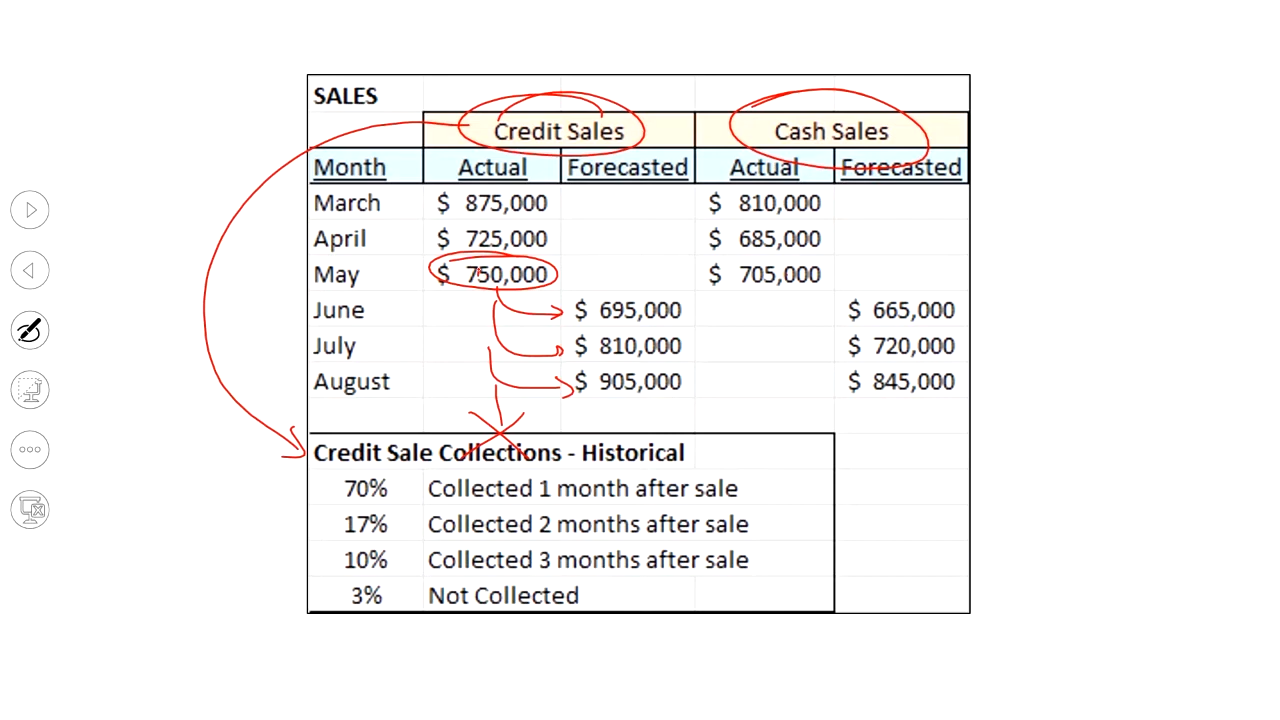 SALES
Credit Sales Cash Sales
Month Actual Forecasted Actual Forecasted
March $ 875,000 $ 810,000
April $ 725,000 $ 685,000
May $ 750,000 $ 705,000
June $ 695,000 $ 665,000
July $ 810,000 $ 720,000
August $ 905,000 $ 845,000
Credit Sale Collections - Historical
70% Collected 1 month after sale
17% Collected 2 months after sale
10% Collected 3 months after sale
3% Not Collected